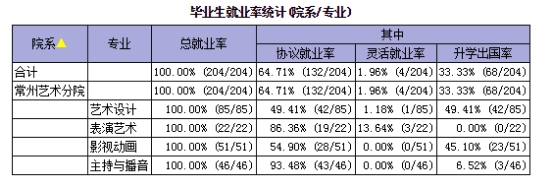 毕业生就业率统计(院系/专业)
院系▲ 专业 总就业率 其中
协议就业率 灵活就业率 升学出国率
合计 100.00% (204/204) 64.71% (132/204) 1.96% (4/204) 33.33% (68/204)
常州艺术分院 100.00% (204/204) 64.71% (132/204) 1.96% (4/204) 33.33% (68/204)
艺术设计 100.00% (85/85) 49.41% (42/85) 1.18% (1/85) 49.41% (42/85)
表演艺术 100.00% (22/22) 86.36% (19/22) 13.64% (3/22) 0.00% (0/22)
影视动画 100.00% (51/51) 54.90% (28/51) 0.00% (0/51) 45.10% (23/51)
主持与播音 100.00% (46/46) 93.48% (43/46) 0.00% (0/46) 6.52% (3/46)